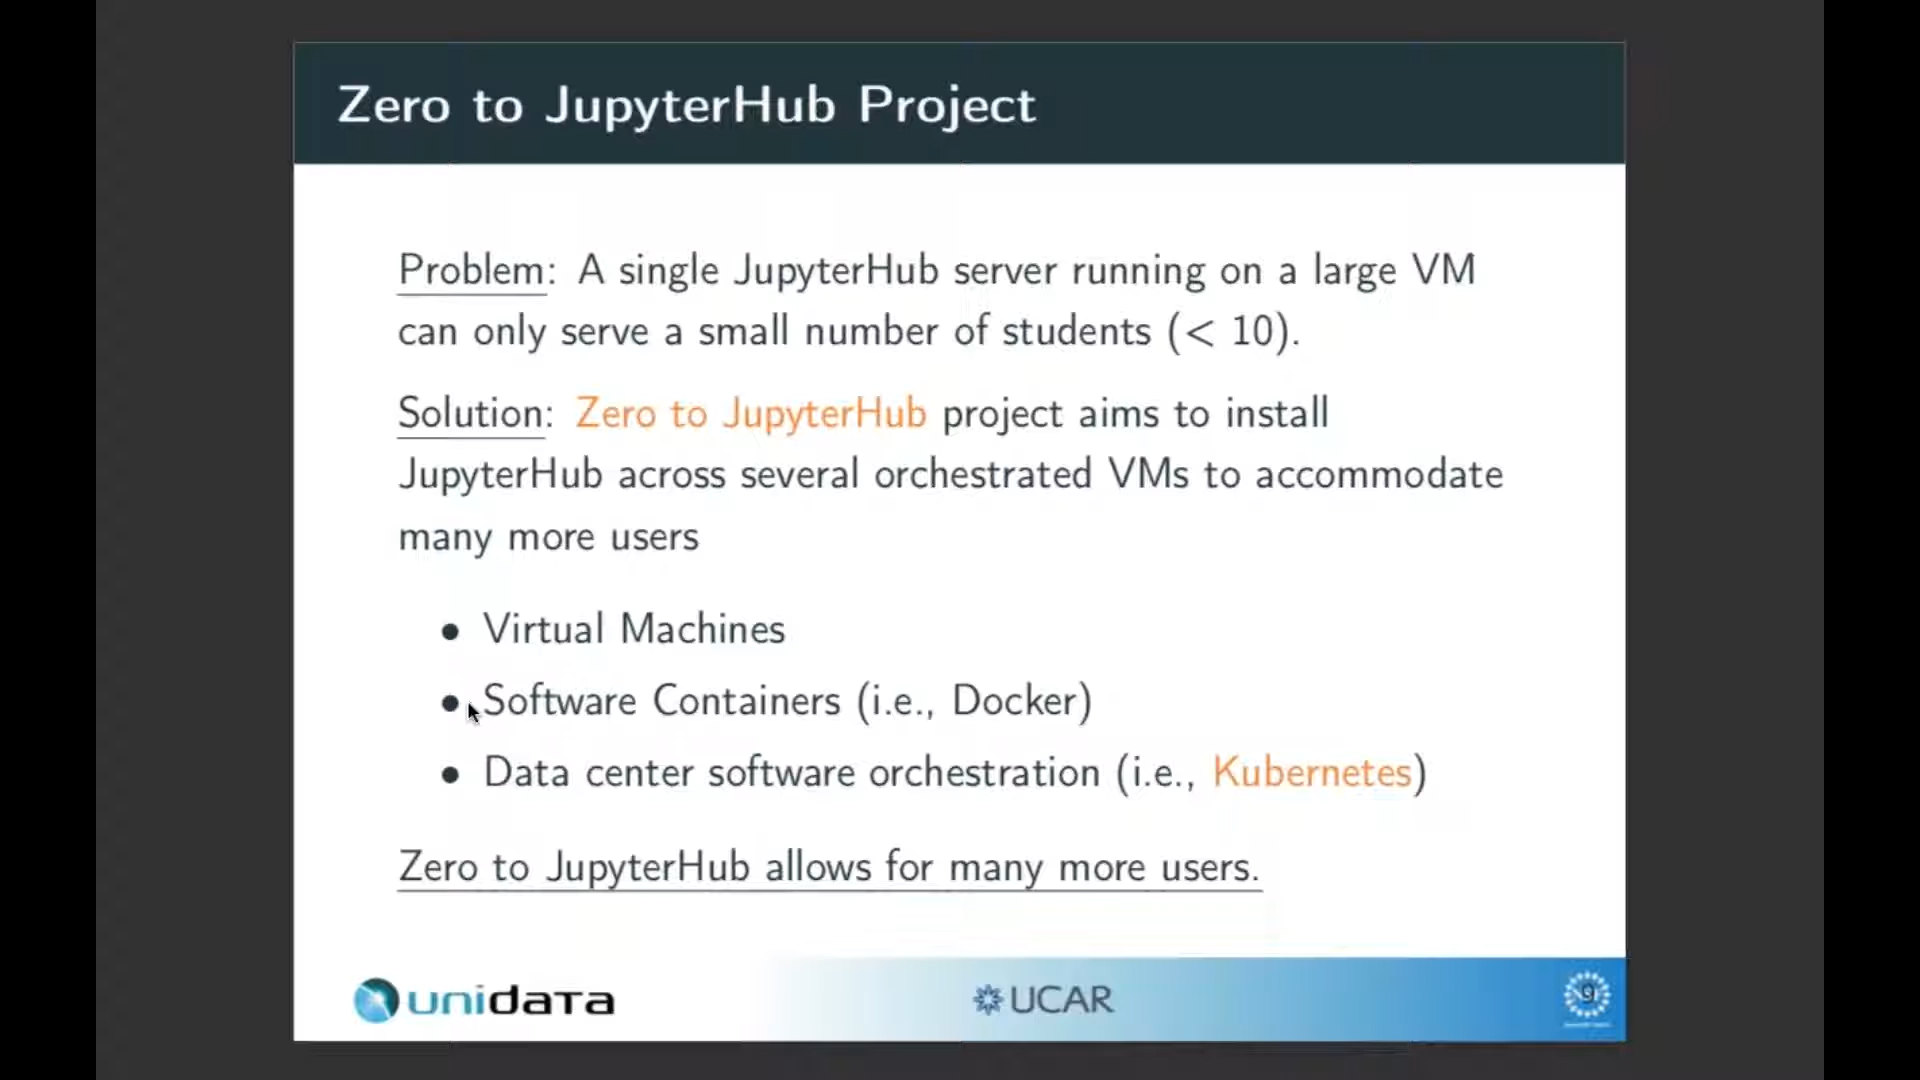 Zero to JupyterHub Project
Problem: A single JupyterHub server running on a large VM
can only serve a small number of students (< 10).
Solution: Zero to JupyterHub project aims to install
JupyterHub across several orchestrated VMs to accommodate
many more users
• Virtual Machines
• Software Containers (i.e., Docker)
• Data center software orchestration (i.e., Kubernetes)
Zero to JupyterHub allows for many more users.
unidata
UCAR
9